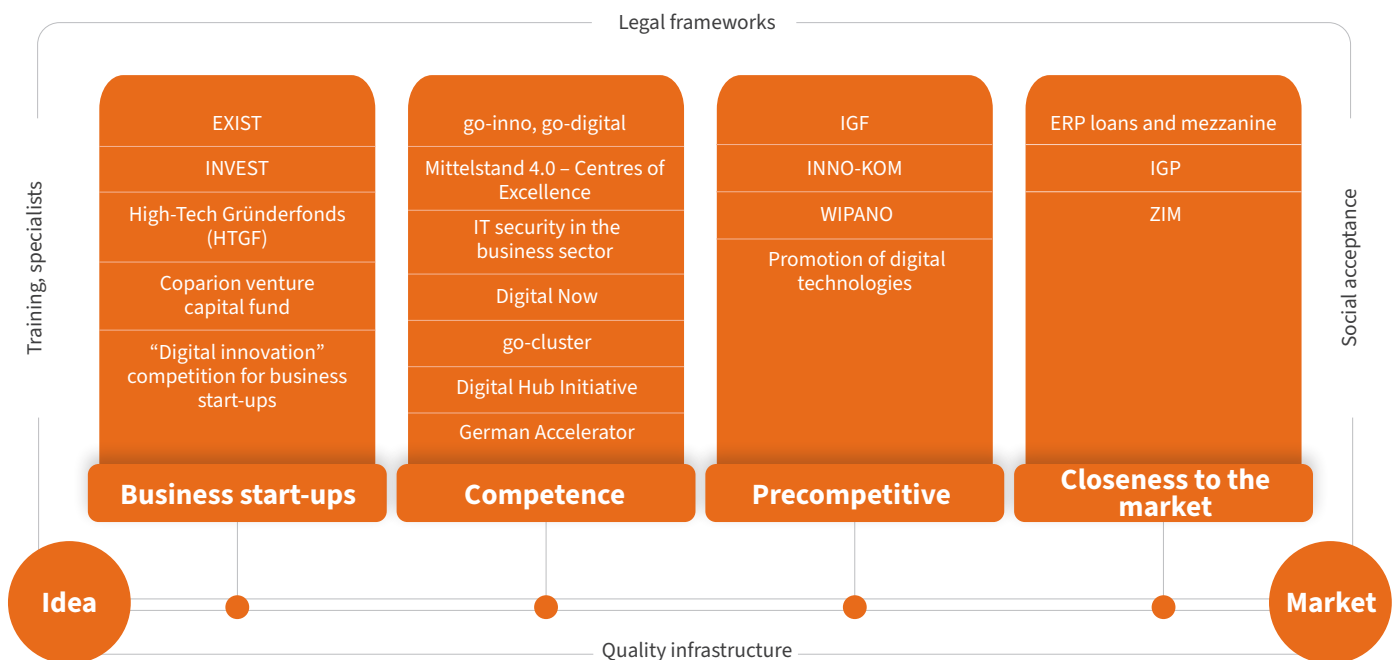 Legal frameworks
Training, specialists
EXIST
INVEST
High-Tech Gründerfonds
(HTGF)
Coparion venture
capital fund
“Digital innovation”
competition for business
start-ups
Business start-ups
go-inno, go-digital
Mittelstand 4.0 – Centres of
Excellence
IT security in the
business sector
Digital Now
go-cluster
Digital Hub Initiative
German Accelerator
Competence
IGF
INNO-KOM
WIPANO
Promotion of digital
technologies
Precompetitive
ERP loans and mezzanine
IGP
ZIM
Closeness to the
market
Social acceptance
Idea
Market
Quality infrastructure